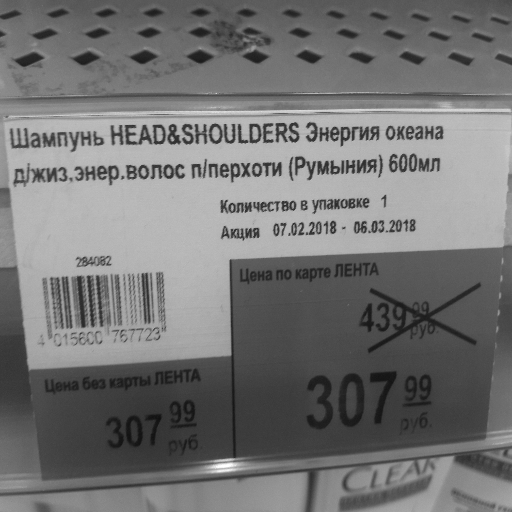 Шампунь HEAD&SHOULDERS Энергия океана
д/жиз.энер.волос п/перхоти (Румыния) 600мл
Количество в упаковке 1
Акция 07.02.2018 - 06.03.2018
284082
4 015600 767723
Цена по карте ЛЕНТА
439 99 руб.
307 99 руб.
Цена без карты ЛЕНТА
307 99 руб.
CLEAR